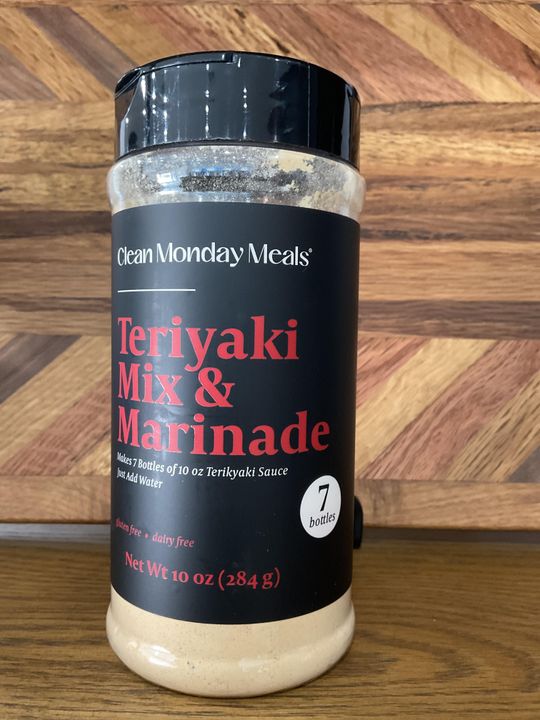 Clean Monday Meals®
Teriyaki
Mix &
Marinade
Makes 7 Bottles of 10 oz Terikyaki Sauce
Just Add Water
7
bottles
gluten free • dairy free
Net Wt 10 oz (284 g)